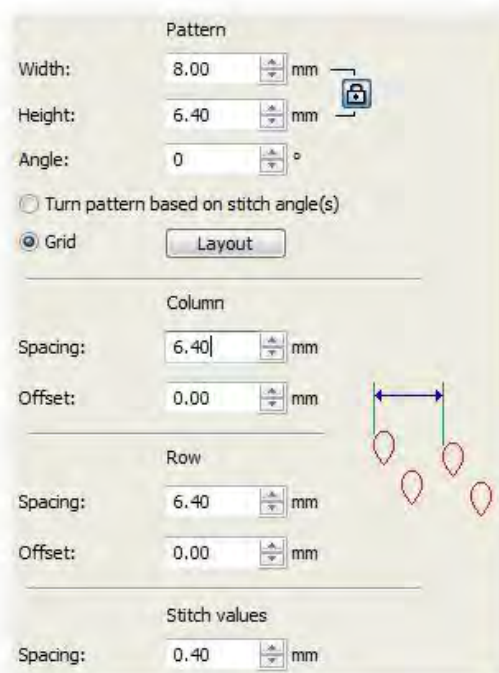 Pattern
Width: 8.00 mm
Height: 6.40 mm
Angle: 0 °
Turn pattern based on stitch angle(s)
Grid Layout
Column
Spacing: 6.40 mm
Offset: 0.00 mm
Row
Spacing: 6.40 mm
Offset: 0.00 mm
Stitch values
Spacing: 0.40 mm